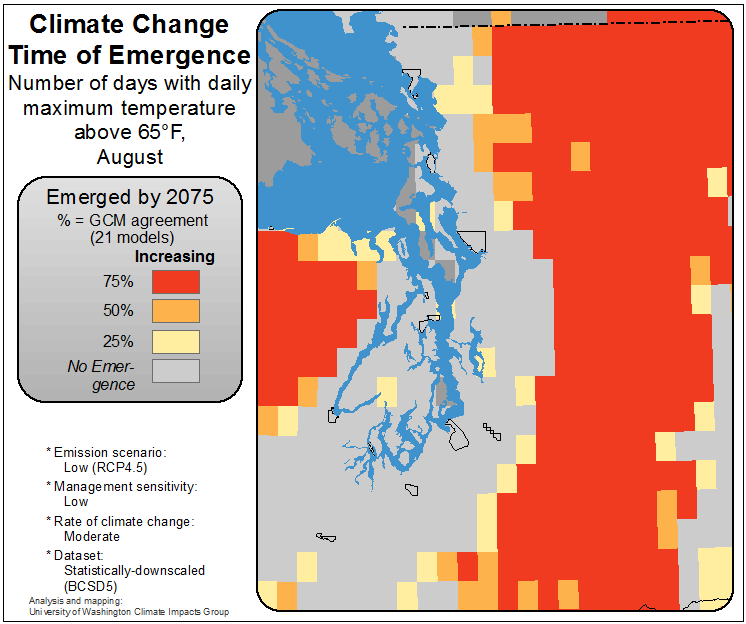 Climate Change
Time of Emergence
Number of days with daily
maximum temperature
above 65°F,
August
Emerged by 2075
% = GCM agreement
(21 models)
Increasing
75%
50%
25%
No Emer-
gence
* Emission scenario:
Low (RCP4.5)
* Management sensitivity:
Low
* Rate of climate change:
Moderate
* Dataset:
Statistically-downscaled
(BCSD5)
Analysis and mapping:
University of Washington Climate Impacts Group